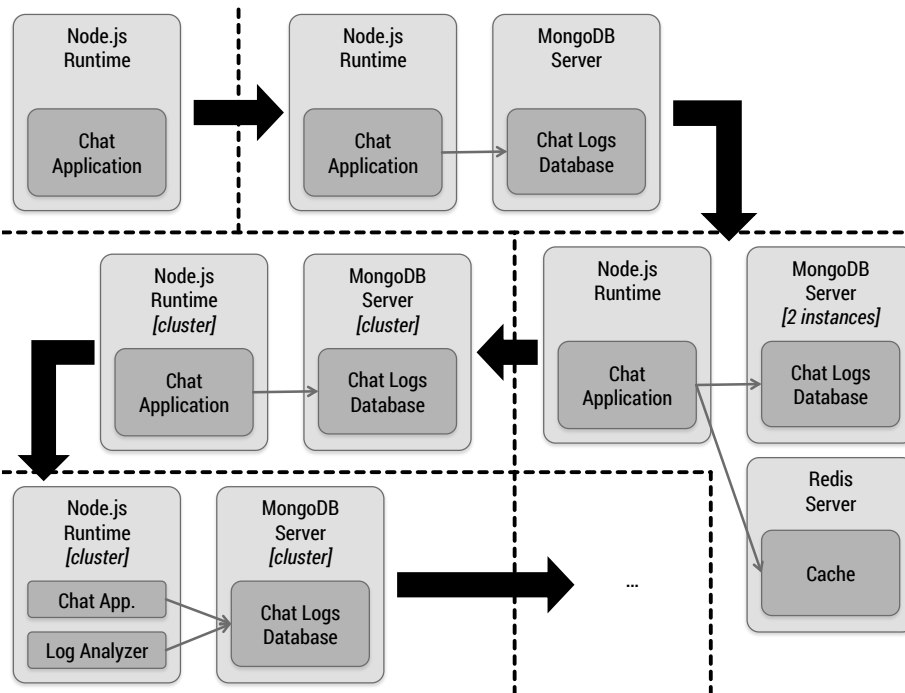 Node.js
Runtime
Chat
Application
Node.js
Runtime
Chat
Application
MongoDB
Server
Chat Logs
Database
Node.js
Runtime
Chat
Application
MongoDB
Server
[2 instances]
Chat Logs
Database
Redis
Server
Cache
Node.js
Runtime
[cluster]
Chat
Application
MongoDB
Server
[cluster]
Chat Logs
Database
Node.js
Runtime
[cluster]
Chat App.
Log Analyzer
MongoDB
Server
[cluster]
Chat Logs
Database
...